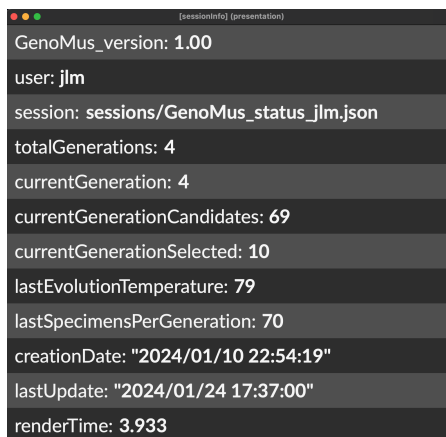 [sessionInfo] (presentation)
GenoMus_version: 1.00
user: jlm
session: sessions/GenoMus_status_jlm.json
totalGenerations: 4
currentGeneration: 4
currentGenerationCandidates: 69
currentGenerationSelected: 10
lastEvolutionTemperature: 79
lastSpecimensPerGeneration: 70
creationDate: "2024/01/10 22:54:19"
lastUpdate: "2024/01/24 17:37:00"
renderTime: 3.933